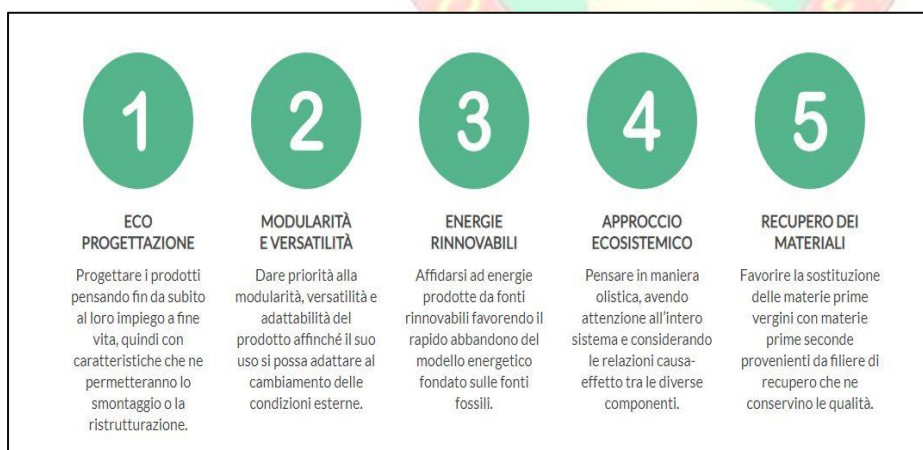 1
ECO
PROGETTAZIONE
Progettare i prodotti
pensando fin da subito
al loro impiego a fine
vita, quindi con
caratteristiche che ne
permetteranno lo
smontaggio o la
ristrutturazione.
2
MODULARITÀ
E VERSATILITÀ
Dare priorità alla
modularità, versatilità e
adattabilità del
prodotto affinché il suo
uso si possa adattare al
cambiamento delle
condizioni esterne.
3
ENERGIE
RINNOVABILI
Affidarsi ad energie
prodotte da fonti
rinnovabili favorendo il
rapido abbandono del
modello energetico
fondato sulle fonti
fossili.
4
APPROCCIO
ECOSISTEMICO
Pensare in maniera
olistica, avendo
attenzione all'intero
sistema e considerando
le relazioni causa-
effetto tra le diverse
componenti.
5
RECUPERO DEI
MATERIALI
Favorire la sostituzione
delle materie prime
vergini con materie
prime seconde
provenienti da filiere di
recupero che ne
conservino le qualità.